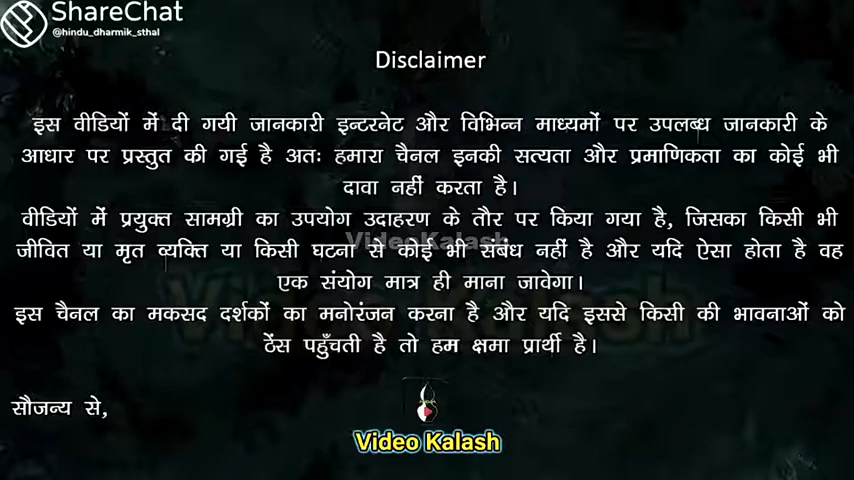 ShareChat
@hindu_dharmik_sthal
Disclaimer
इस वीडियों में दी गयी जानकारी इन्टरनेट और विभिन्न माध्यमों पर उपलब्ध जानकारी के
आधार पर प्रस्तुत की गई है अतः हमारा चैनल इनकी सत्यता और प्रमाणिकता का कोई भी
दावा नहीं करता है।
वीडियों में प्रयुक्त सामग्री का उपयोग उदाहरण के तौर पर किया गया है, जिसका किसी भी
जीवित या मृत व्यक्ति या किसी घटना से कोई भी संबंध नहीं है और यदि ऐसा होता है वह
VideoKalash
एक संयोग मात्र ही माना जावेगा।
इस चैनल का मकसद दर्शकों का मनोरंजन करना है और यदि इससे किसी की भावनाओं को
Video Kalash
ठेंस पहुँचती है तो हम क्षमा प्रार्थी है।
सौजन्य से,
Video Kalash